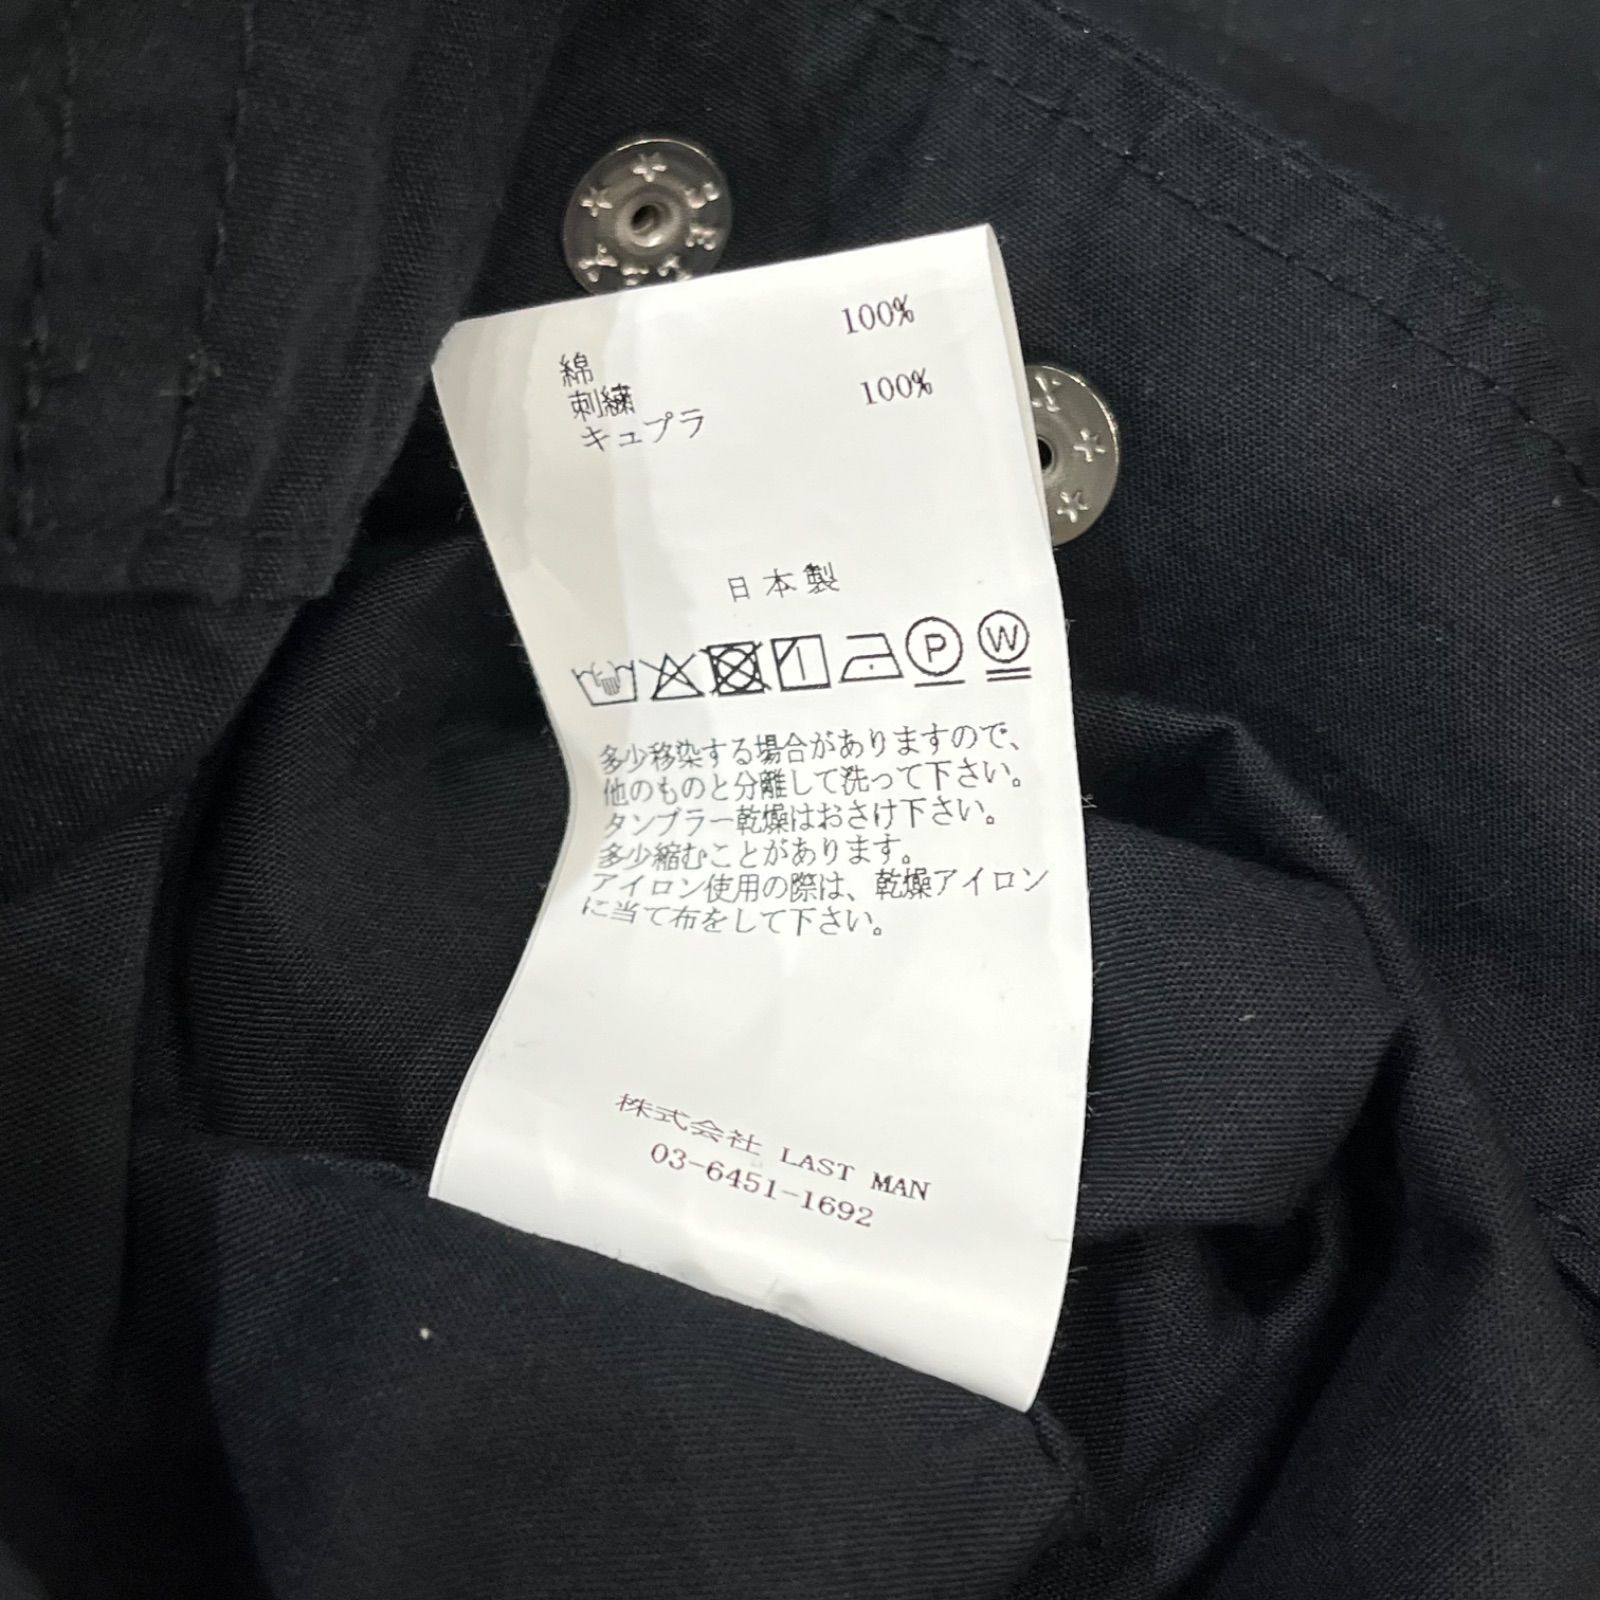 綿 100%
刺繍
キュプラ 100%
日本製
P W
多少移染する場合がありますので、
他のものと分離して洗って下さい。
タンブラー乾燥はおさけ下さい。
多少縮むことがあります。
アイロン使用の際は、乾燥アイロン
に当て布をして下さい。
株式会社 LAST MAN
03-6451-1692